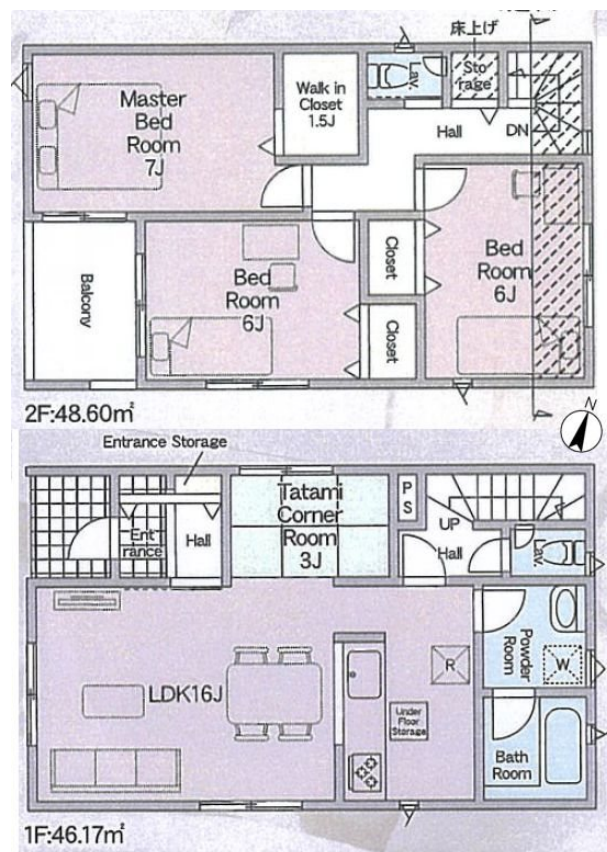 床上げ
Master
Bed
Room
7J
Walk in
Closet
1.5J
Lav.
Sto
rage
Hall
DN
Balcony
Bed
Room
6J
Closet
Closet
Bed
Room
6J
2F:48.60㎡
N
Entrance Storage
Ent
rance
Hall
Tatami
Corner
Room
3J
P
S
UP
Hall
Lav.
LDK16J
R
Under
Floor
Storage
Powder
Room
W
Bath
Room
1F:46.17㎡